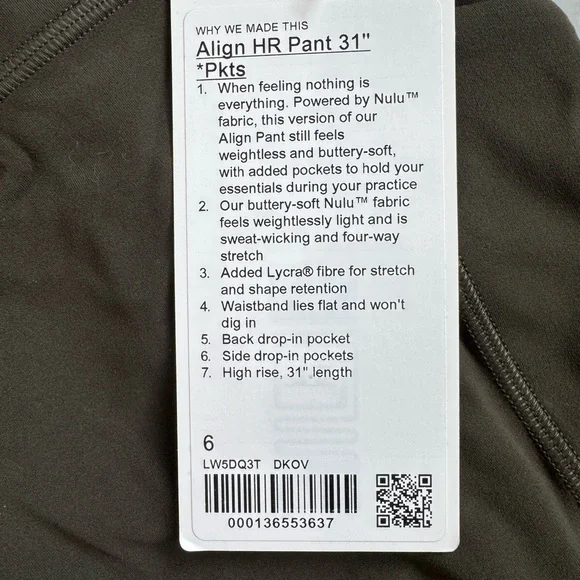 WHY WE MADE THIS
Align HR Pant 31"
*Pkts
1. When feeling nothing is
everything. Powered by Nulu™
fabric, this version of our
Align Pant still feels
weightless and buttery-soft,
with added pockets to hold your
essentials during your practice
2. Our buttery-soft Nulu™ fabric
feels weightlessly light and is
sweat-wicking and four-way
stretch
3. Added Lycra® fibre for stretch
and shape retention
4. Waistband lies flat and won't
dig in
5. Back drop-in pocket
6. Side drop-in pockets
7. High rise, 31" length
6
LW5DQ3T DKOV
000136553637